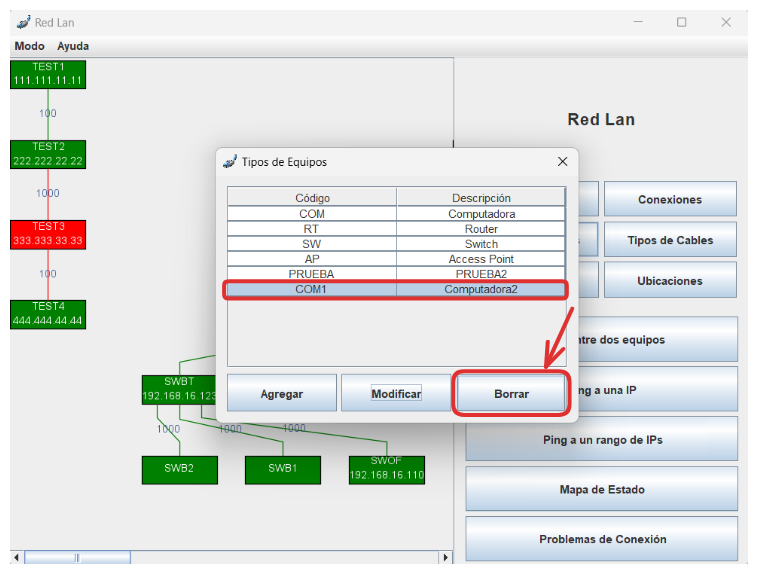 Red Lan
Modo Ayuda
TEST1
111.111.11.11
100
TEST2
222.222.22.22
1000
TEST3
333.333.33.33
100
TEST4
444.444.44.44
SWBT
192.168.16.123
1000
1000
1000
SWB2
SWB1
SWOF
192.168.16.110
Tipos de Equipos
Código Descripción
COM Computadora
RT Router
SW Switch
AP Access Point
PRUEBA PRUEBA2
COM1 Computadora2
Agregar Modificar Borrar
Red Lan
Conexiones
Tipos de Cables
Ubicaciones
ntre dos equipos
ng a una IP
Ping a un rango de IPs
Mapa de Estado
Problemas de Conexión